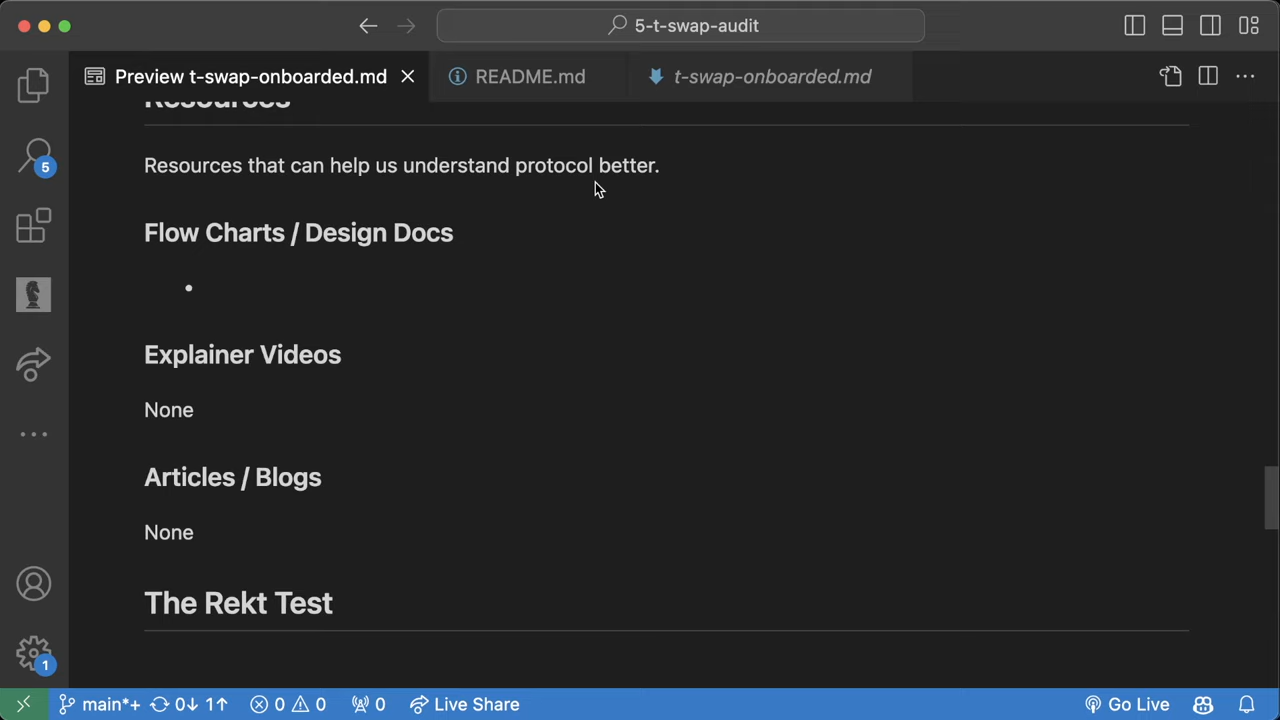 5-t-swap-audit
Preview t-swap-onboarded.md
README.md
t-swap-onboarded.md
Resources
Resources that can help us understand protocol better.
Flow Charts / Design Docs
Explainer Videos
None
Articles / Blogs
None
The Rekt Test
5
1
main*+ 0↓ 1↑ 0 0 0 Live Share Go Live